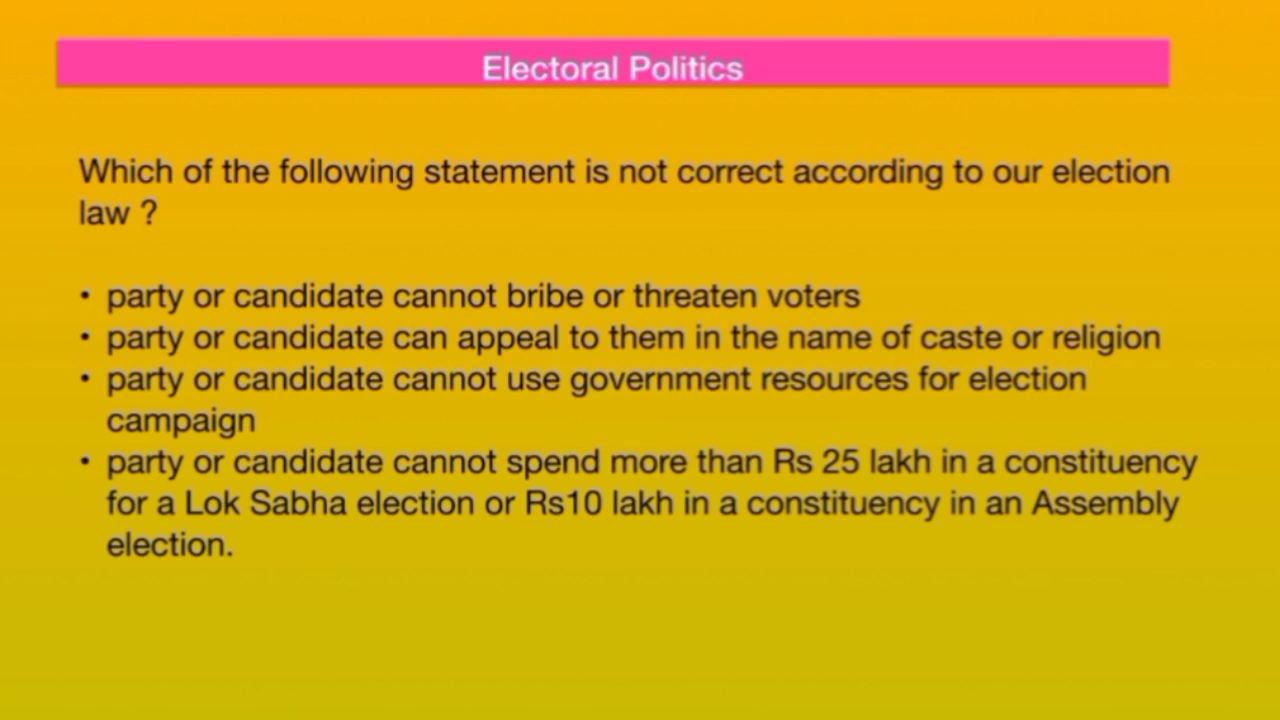 Electoral Politics
Which of the following statement is not correct according to our election
law ?
• party or candidate cannot bribe or threaten voters
• party or candidate can appeal to them in the name of caste or religion
• party or candidate cannot use government resources for election
campaign
• party or candidate cannot spend more than Rs 25 lakh in a constituency
for a Lok Sabha election or Rs10 lakh in a constituency in an Assembly
election.